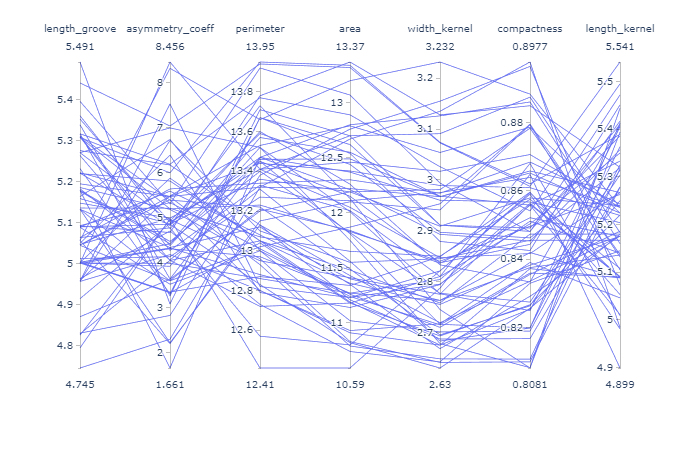 length_groove asymmetry_coeff perimeter area width_kernel compactness length_kernel
5.491 8.456 13.95 13.37 3.232 0.8977 5.541
5.4 8 13.8 13 3.2 0.88 5.5
5.3 7 13.6 12.5 3.1 0.86 5.4
5.2 6 13.4 12 3 0.84 5.3
5.1 5 13.2 11.5 2.9 0.82 5.2
5 4 13 11 2.8 5.1
4.9 3 12.8 2.7 5
4.8 2 12.6 4.9
4.745 1.661 12.41 10.59 2.63 0.8081 4.899